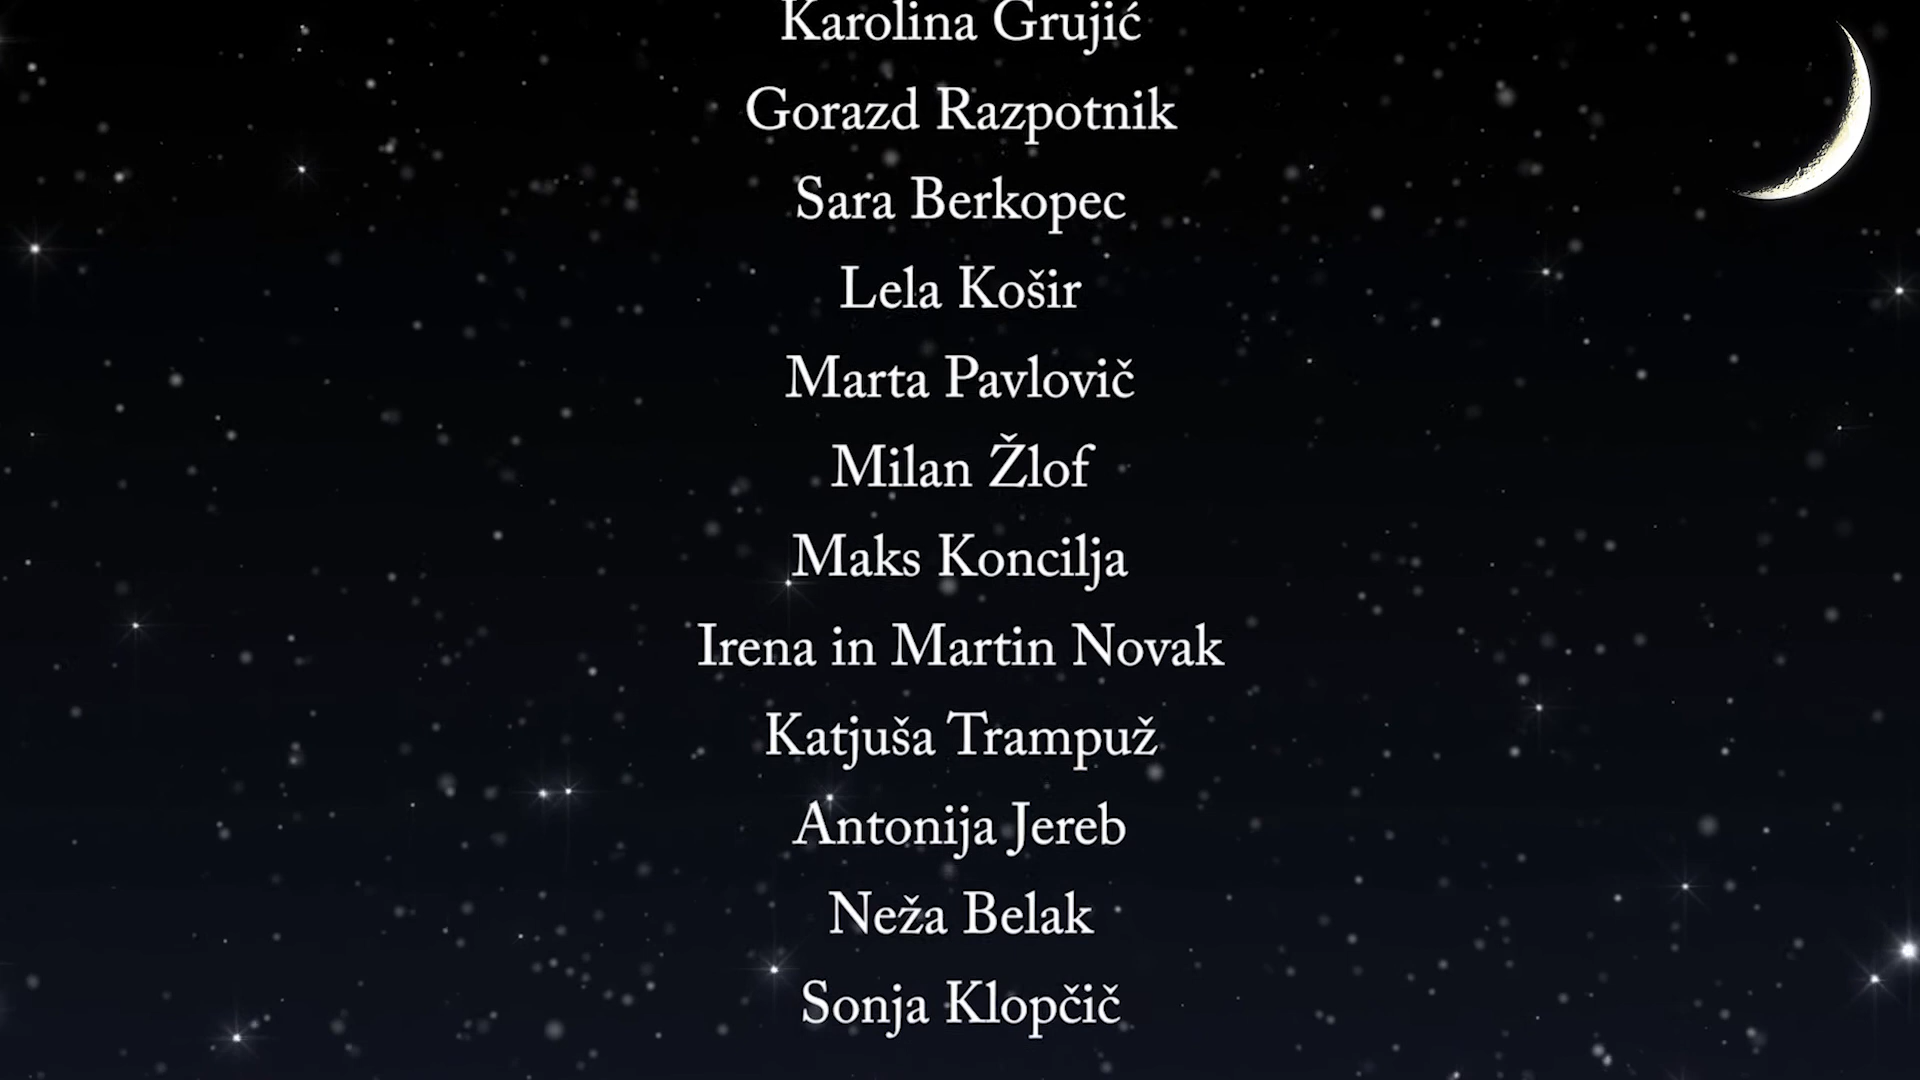 Karolina Grujić
Gorazd Razpotnik
Sara Berkopec
Lela Košir
Marta Pavlovič
Milan Žlof
Maks Koncilja
Irena in Martin Novak
Katjuša Trampuž
Antonija Jereb
Neža Belak
Sonja Klopčič